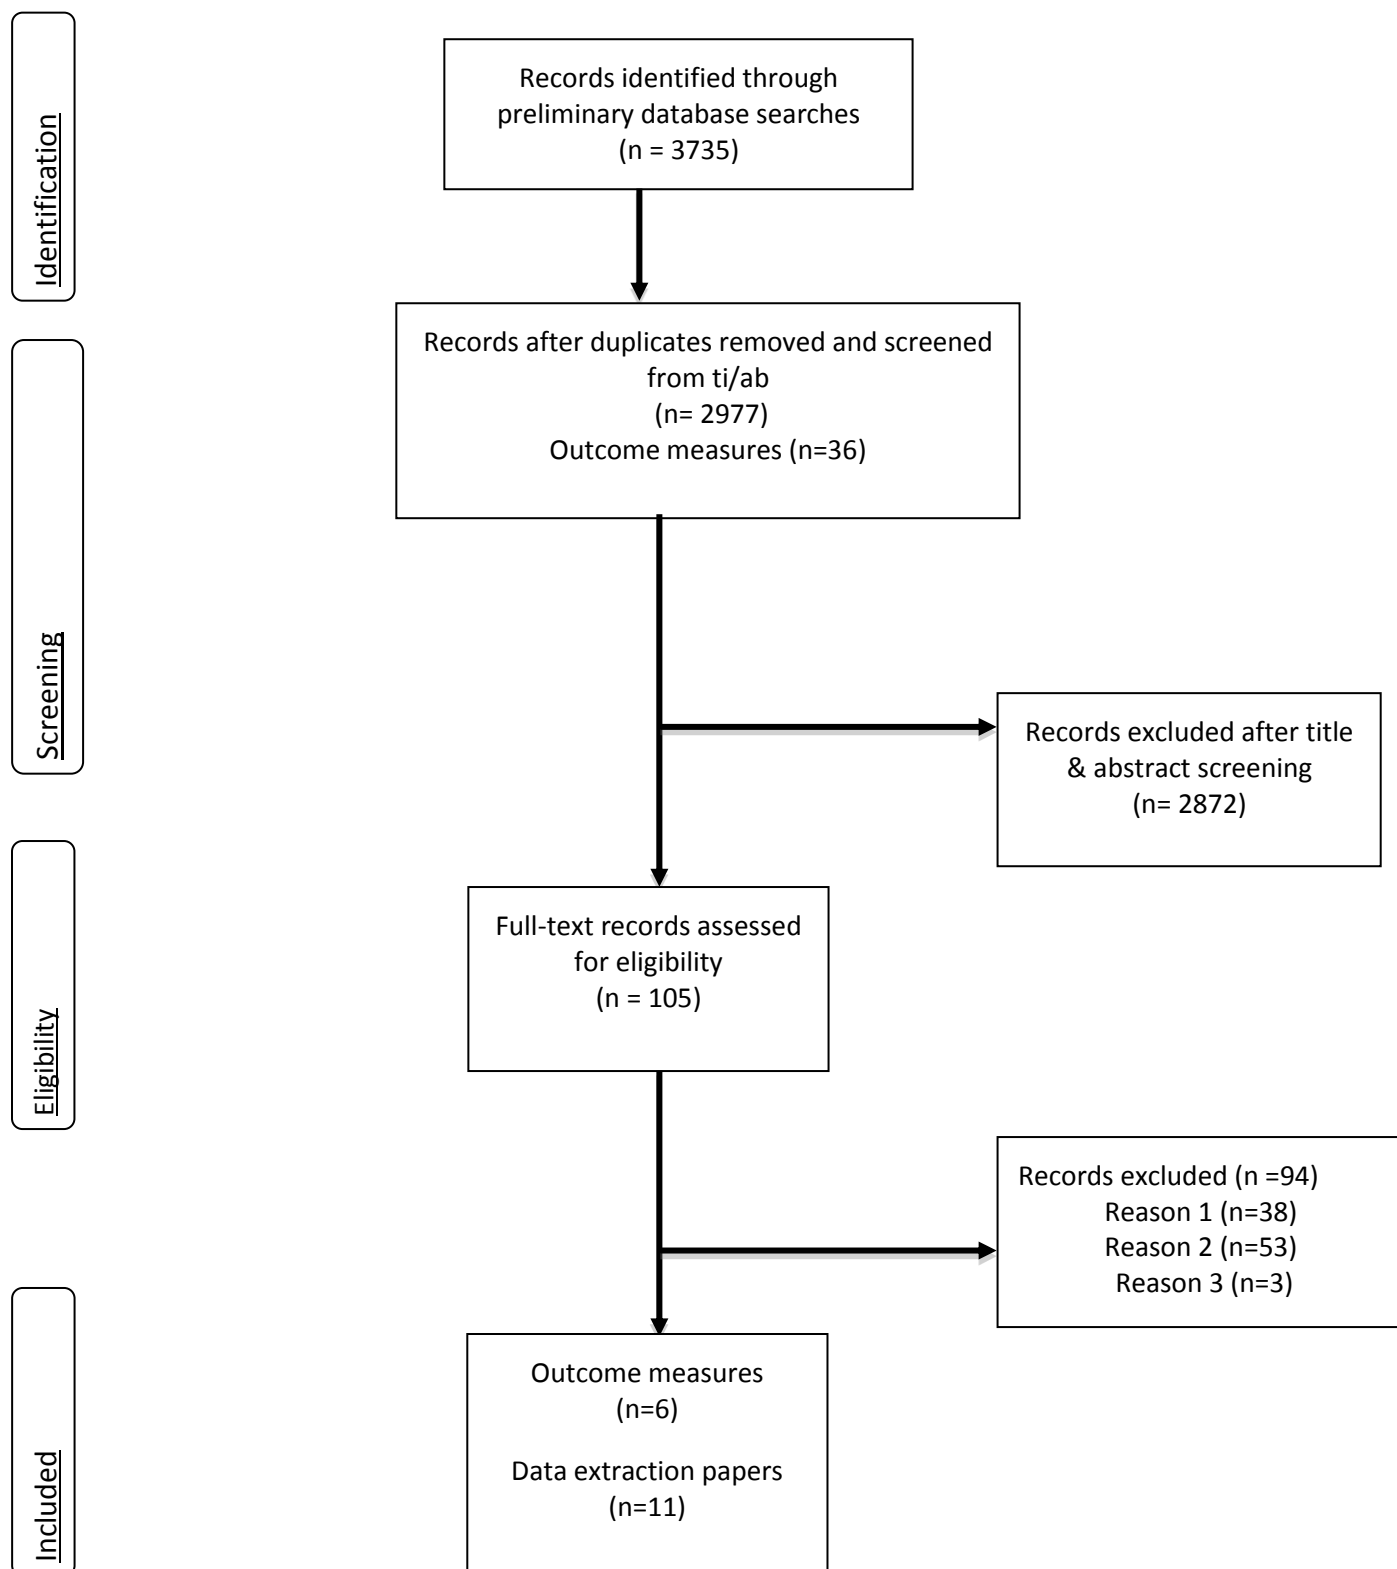 Identification
Records identified through
preliminary database searches
(n = 3735)
Screening
Records after duplicates removed and screened
from ti/ab
(n= 2977)
Outcome measures (n=36)
Records excluded after title
& abstract screening
(n= 2872)
Eligibility
Full-text records assessed
for eligibility
(n = 105)
Records excluded (n =94)
Reason 1 (n=38)
Reason 2 (n=53)
Reason 3 (n=3)
Included
Outcome measures
(n=6)
Data extraction papers
(n=11)